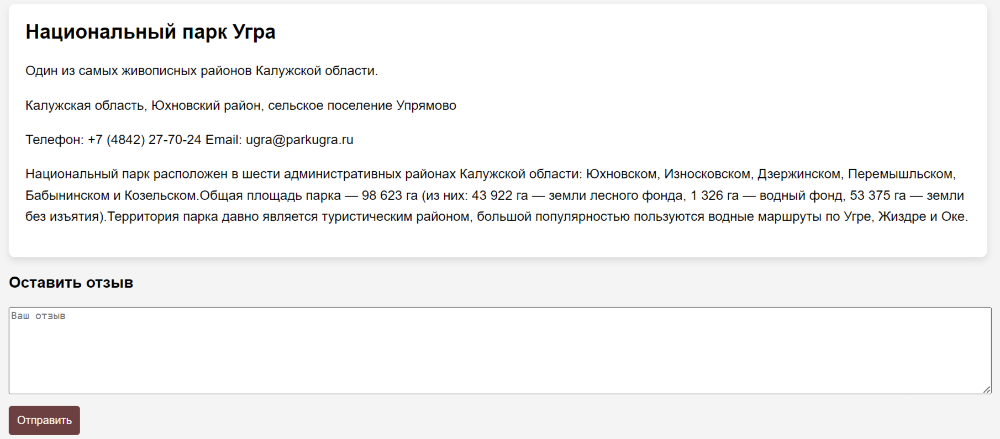 Национальный парк Угра
Один из самых живописных районов Калужской области.
Калужская область, Юхновский район, сельское поселение Упрямово
Телефон: +7 (4842) 27-70-24 Email: ugra@parkugra.ru
Национальный парк расположен в шести административных районах Калужской области: Юхновском, Износковском, Дзержинском, Перемышльском,
Бабынинском и Козельском.Общая площадь парка — 98 623 га (из них: 43 922 га — земли лесного фонда, 1 326 га — водный фонд, 53 375 га — земли
без изъятия).Территория парка давно является туристическим районом, большой популярностью пользуются водные маршруты по Угре, Жиздре и Оке.
Оставить отзыв
Ваш отзыв
Отправить